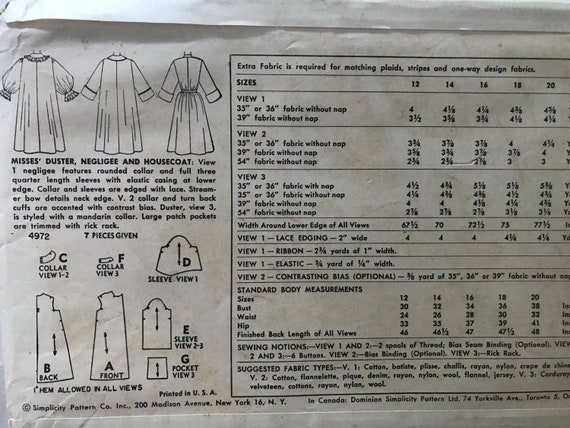 MISSES' DUSTER, NEGLIGEE AND HOUSECOAT: View
1 negligee features rounded collar and full three
quarter length sleeves with elastic casing at lower
edge. Collar and sleeves are edged with lace. Stream-
er bow details neck edge. V. 2 collar and turn back
cuffs are accented with contrast bias. Duster, view 3,
is styled with a mandarin collar. Large patch pockets
are trimmed with rick rack.
4972 7 PIECES GIVEN
C
COLLAR
VIEW 1-2
F
COLLAR
VIEW 3
D
SLEEVE VIEW 1
B
BACK
A
FRONT
E
SLEEVE
VIEW 2-3
G
POCKET
VIEW 3
1" HEM ALLOWED IN ALL VIEWS
Printed in U. S. A.
Extra Fabric is required for matching plaids, stripes and one-way design fabrics.
SIZES 12 14 16 18 20
VIEW 1
35" or 36" fabric without nap 4 4⅛ 4¼ 4⅜ 4⅝
39" fabric without nap 3½ 3⅝ 3¾ 4
VIEW 2
35" or 36" fabric without nap 3¾ 3⅞ 3⅞ 4 4¼
39" fabric without nap 3⅝ 3¾ 3⅞ 3⅞ 4
54" fabric without nap 2¾ 2¾ 2⅞ 3 3
VIEW 3
35" or 36" fabric with nap 4½ 4¾ 5⅛ 5⅛ 5⅜
35" or 36" fabric without nap 4¼ 4⅜ 4⅝
39" fabric without nap 4 4 4¼
54" fabric without nap 2⅞ 2⅞ 3⅛ 3¼
Width Around Lower Edge of All Views 67½ 70 72½ 75 77½
VIEW 1—LACE EDGING—2" wide 4 4 4 4¼ 4¼
VIEW 1—RIBBON—2¾ yards of 1" width.
VIEW 1—ELASTIC—¾ yard of ¼" width.
VIEW 2—CONTRASTING BIAS (OPTIONAL)—⅜ yard of 35", 36" or 39" fabric without nap
STANDARD BODY MEASUREMENTS
Sizes 12 14 16 18 20
Bust 30 32 34 36 38
Waist 24 26 28 30 32
Hip 33 35 37 39 41
Finished Back Length of All Views 46 46½ 47 47½ 48
SEWING NOTIONS:—VIEW 1 AND 2:—2 spools of Thread; Bias Seam Binding (Optional). VIEW
2 AND 3:—6 Buttons. VIEW 2:—Bias Binding (Optional). VIEW 3:—Rick Rack.
SUGGESTED FABRIC TYPES:—V. 1: Cotton, batiste, plisse, challis, rayon, nylon, crepe de chine
V. 2: Cotton, flannelette, pique, denim, rayon, nylon, wool, flannel, jersey. V. 3: Corduroy
velveteen, cottons, rayon, nylon, wool.
© Simplicity Pattern Co. Inc., 200 Madison Avenue, New York 16, N. Y.
In Canada: Dominion Simplicity Pattern Ltd. 74 Yorkville Ave., Toronto 5, O